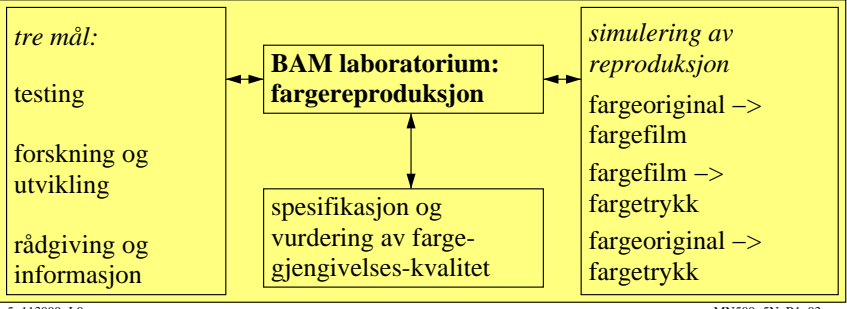 tre mål:
testing
forskning og
utvikling
rådgiving og
informasjon
BAM laboratorium:
fargereproduksjon
spesifikasjon og
vurdering av farge-
gjengivelses-kvalitet
simulering av
reproduksjon
fargeoriginal −>
fargefilm
fargefilm −>
fargetrykk
fargeoriginal −>
fargetrykk